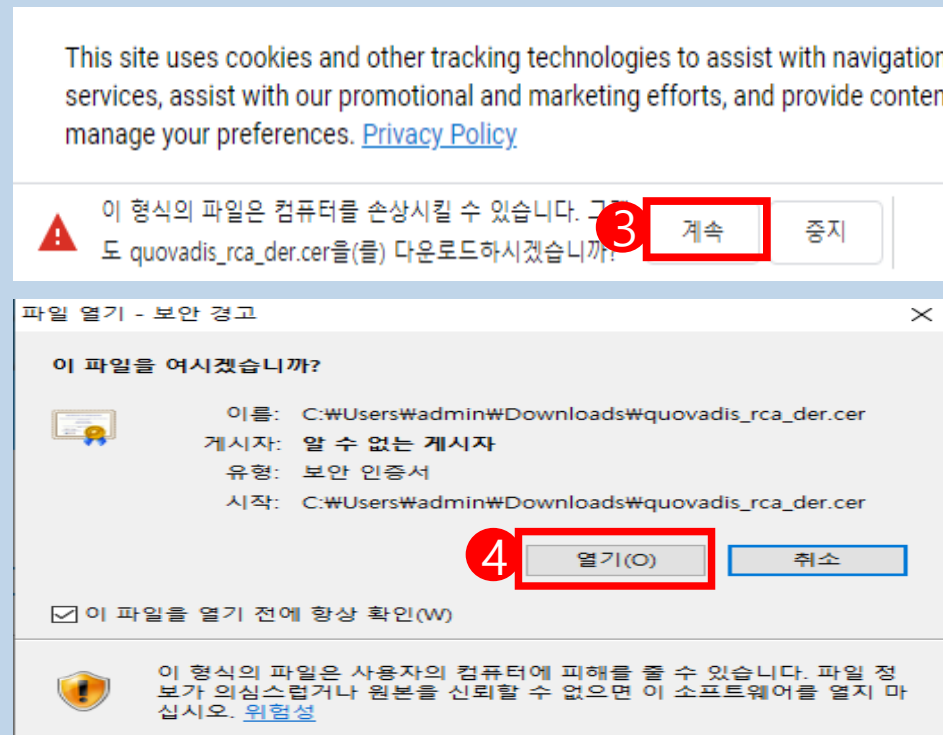 This site uses cookies and other tracking technologies to assist with navigation
services, assist with our promotional and marketing efforts, and provide conten
manage your preferences. Privacy Policy
이 형식의 파일은 컴퓨터를 손상시킬 수 있습니다. 그래
도 quovadis_rca_der.cer을(를) 다운로드하시겠습니까?
3
계속
중지
파일 열기 - 보안 경고
이 파일을 여시겠습니까?
이름: C:₩Users₩admin₩Downloads₩quovadis_rca_der.cer
게시자: 알 수 없는 게시자
유형: 보안 인증서
시작: C:₩Users₩admin₩Downloads₩quovadis_rca_der.cer
4
열기(O)
취소
이 파일을 열기 전에 항상 확인(W)
이 형식의 파일은 사용자의 컴퓨터에 피해를 줄 수 있습니다. 파일 정
보가 의심스럽거나 원본을 신뢰할 수 없으면 이 소프트웨어를 열지 마
십시오. 위험성